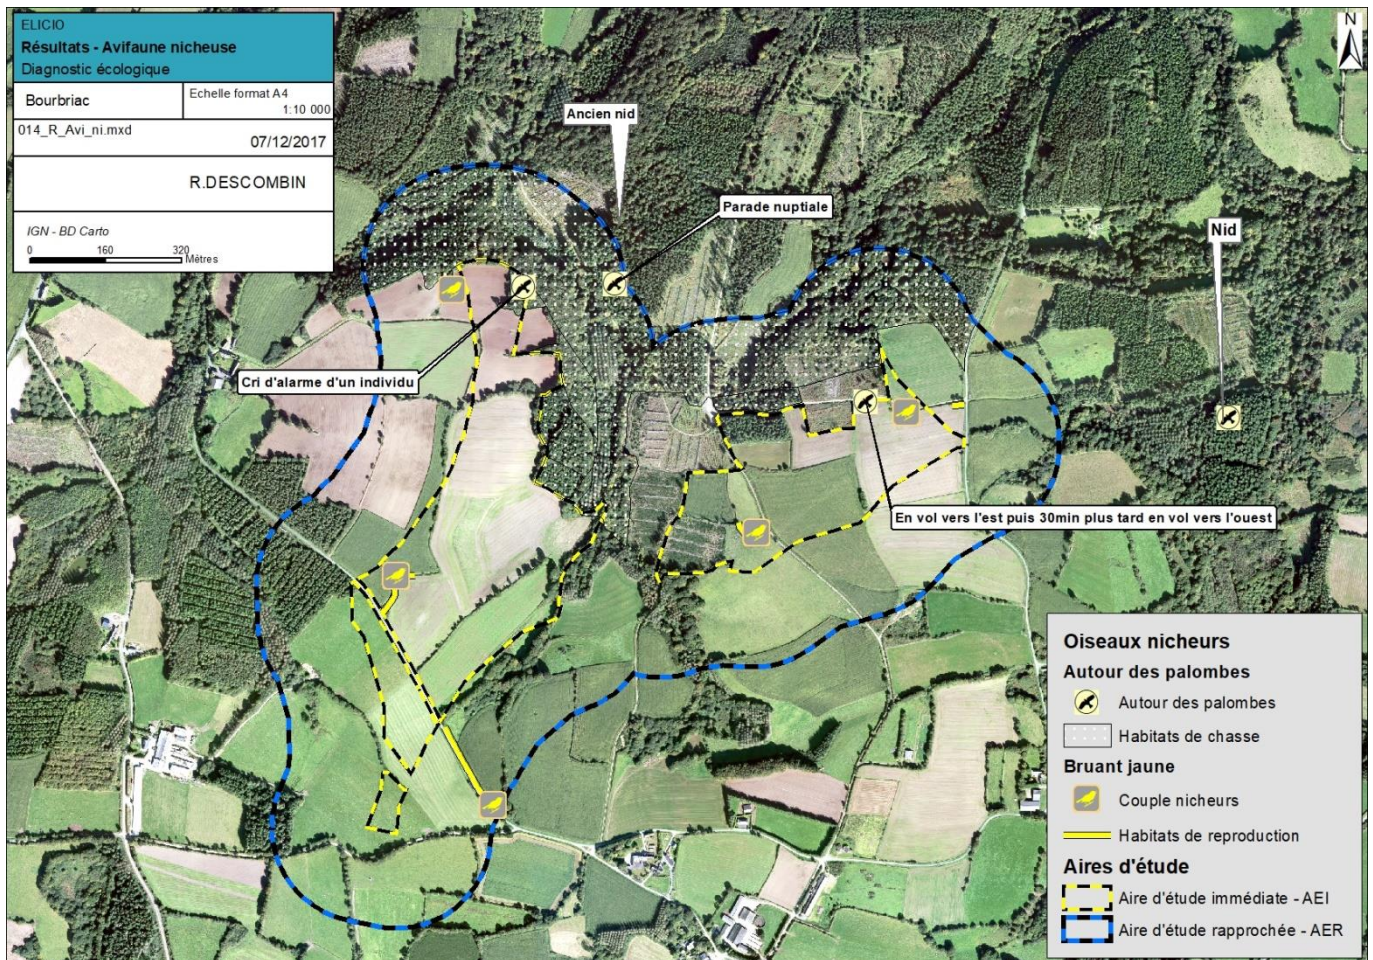 ELICIO
Résultats - Avifaune nicheuse
Diagnostic écologique
Bourbriac
Echelle format A4
1:10 000
014_R_Avi_ni.mxd
07/12/2017
R.DESCOMBIN
IGN - BD Carto
0 160 320
Mètres
N
Ancien nid
Parade nuptiale
Nid
Cri d'alarme d'un individu
En vol vers l'est puis 30min plus tard en vol vers l'ouest
Oiseaux nicheurs
Autour des palombes
Autour des palombes
Habitats de chasse
Bruant jaune
Couple nicheurs
Habitats de reproduction
Aires d'étude
Aire d'étude immédiate - AEI
Aire d'étude rapprochée - AER